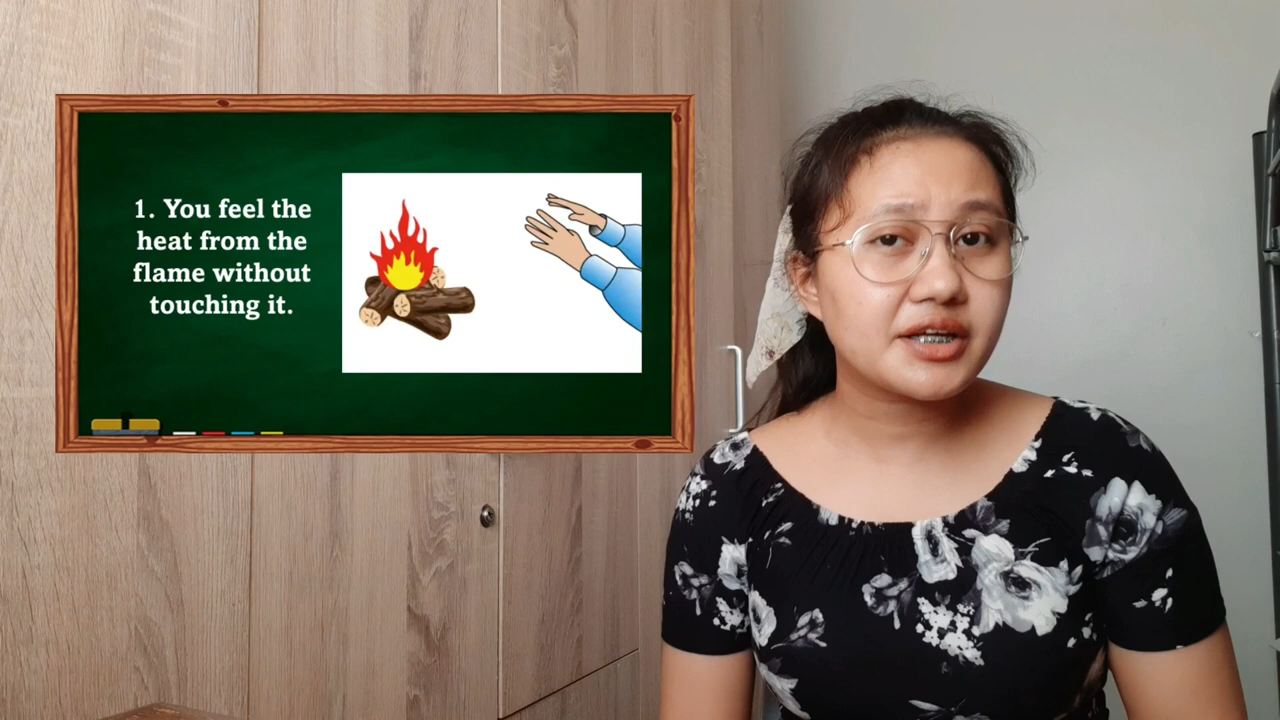 1. You feel the
heat from the
flame without
touching it.